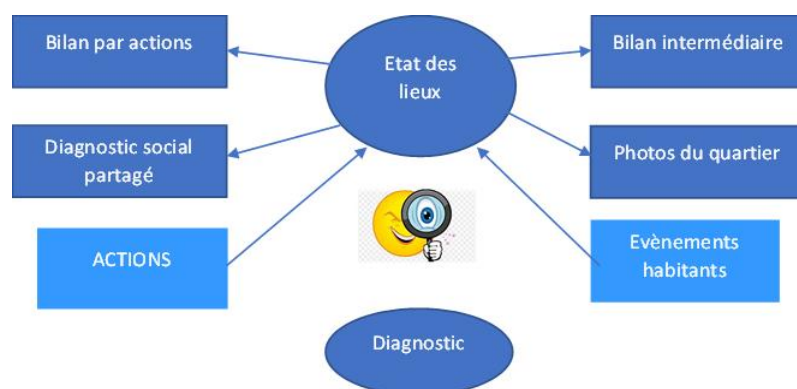 Bilan par actions
Etat des
lieux
Bilan intermédiaire
Diagnostic social
partagé
Photos du quartier
ACTIONS
Evènements
habitants
Diagnostic